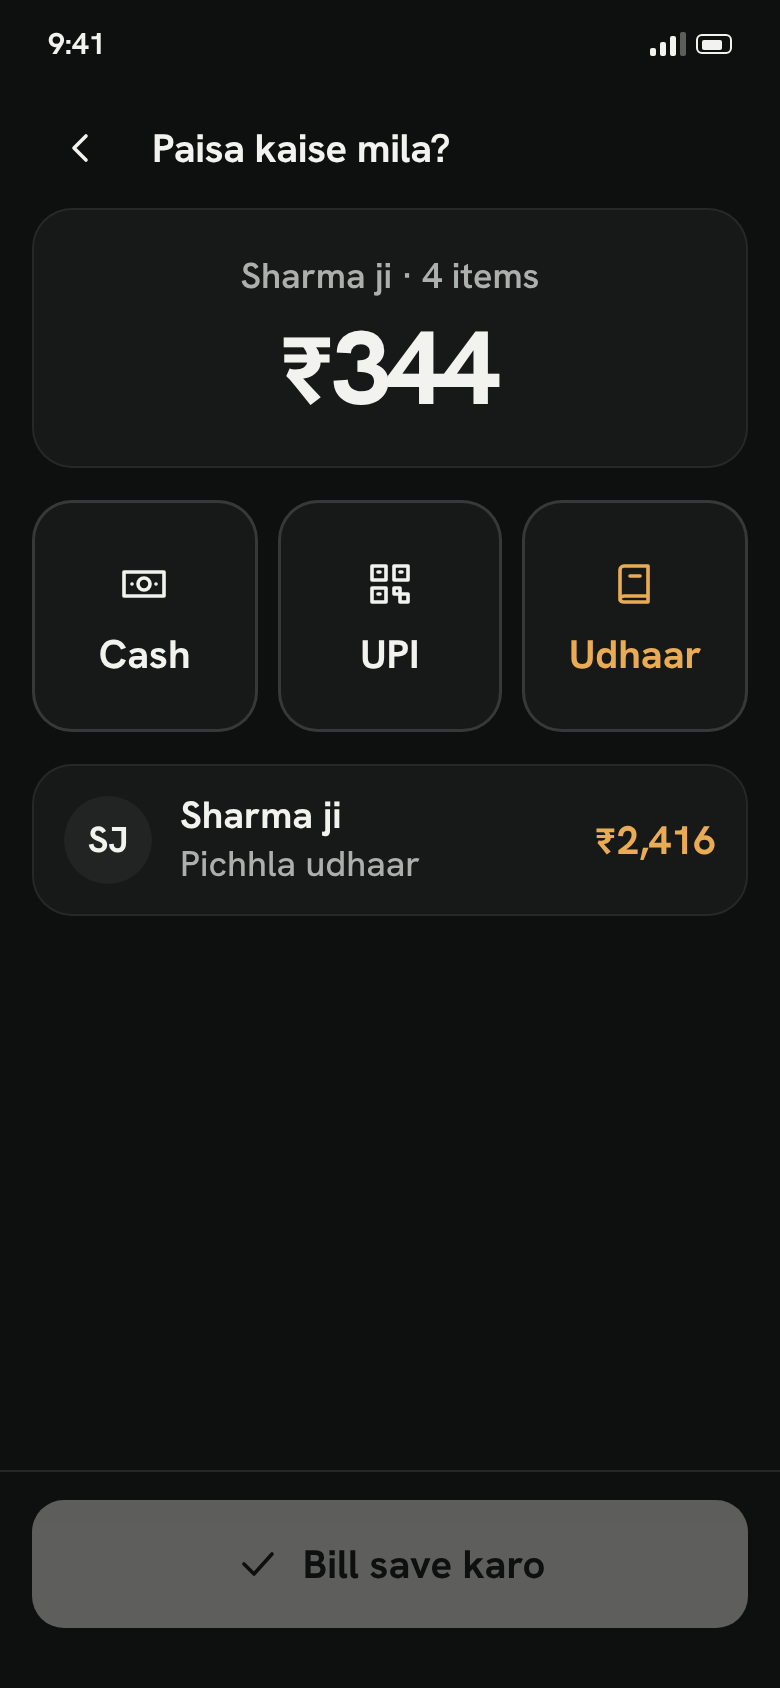 9:41
Paisa kaise mila?
Sharma ji · 4 items
₹344
Cash
UPI
Udhaar
SJ
Sharma ji
Pichhla udhaar
₹2,416
Bill save karo